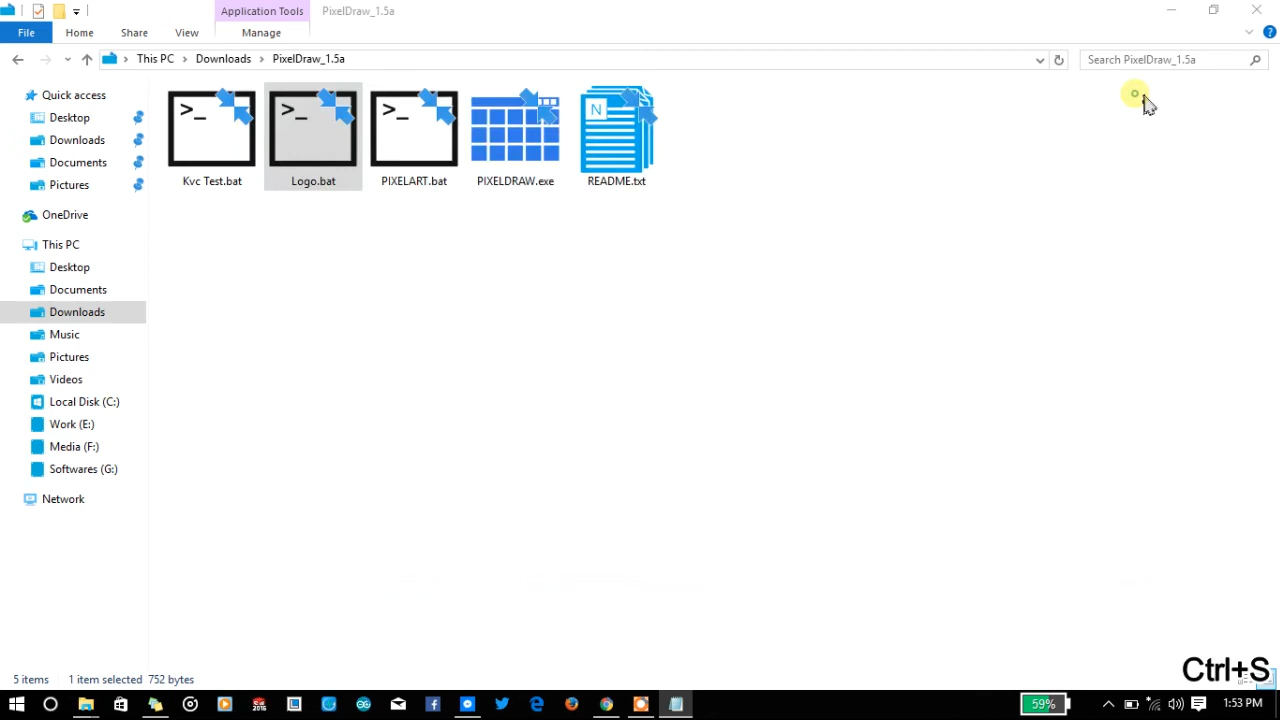 Application Tools PixelDraw_1.5a
File Home Share View Manage
This PC Downloads PixelDraw_1.5a Search PixelDraw_1.5a
Quick access
Desktop
Downloads
Documents
Pictures
OneDrive
This PC
Desktop
Documents
Downloads
Music
Pictures
Videos
Local Disk (C:)
Work (E:)
Media (F:)
Softwares (G:)
Network
>_ >_ >_ N
Kvc Test.bat Logo.bat PIXELART.bat PIXELDRAW.exe README.txt
Ctrl+S
5 items 1 item selected 752 bytes
59% 1:53 PM